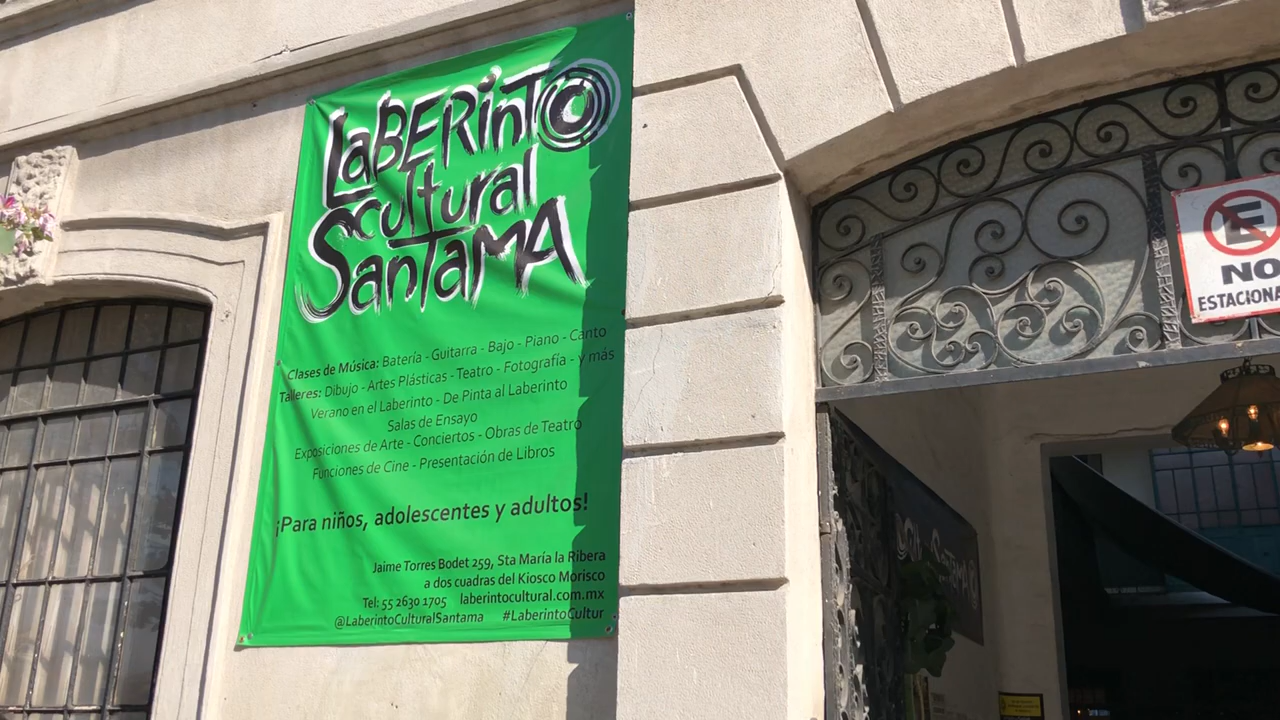 LaBERinTO
cultural
SanTaMA
Clases de Música: Batería - Guitarra - Bajo - Piano - Canto
Talleres: Dibujo - Artes Plásticas - Teatro - Fotografía - y más
Verano en el Laberinto - De Pinta al Laberinto
Salas de Ensayo
Exposiciones de Arte - Conciertos - Obras de Teatro
Funciones de Cine - Presentación de Libros
¡Para niños, adolescentes y adultos!
Jaime Torres Bodet 259, Sta María la Ribera
a dos cuadras del Kiosco Morisco
Tel: 55 2630 1705 laberintocultural.com.mx
@LaberintoCulturalSantama #LaberintoCultur
E
NO
ESTACIONA